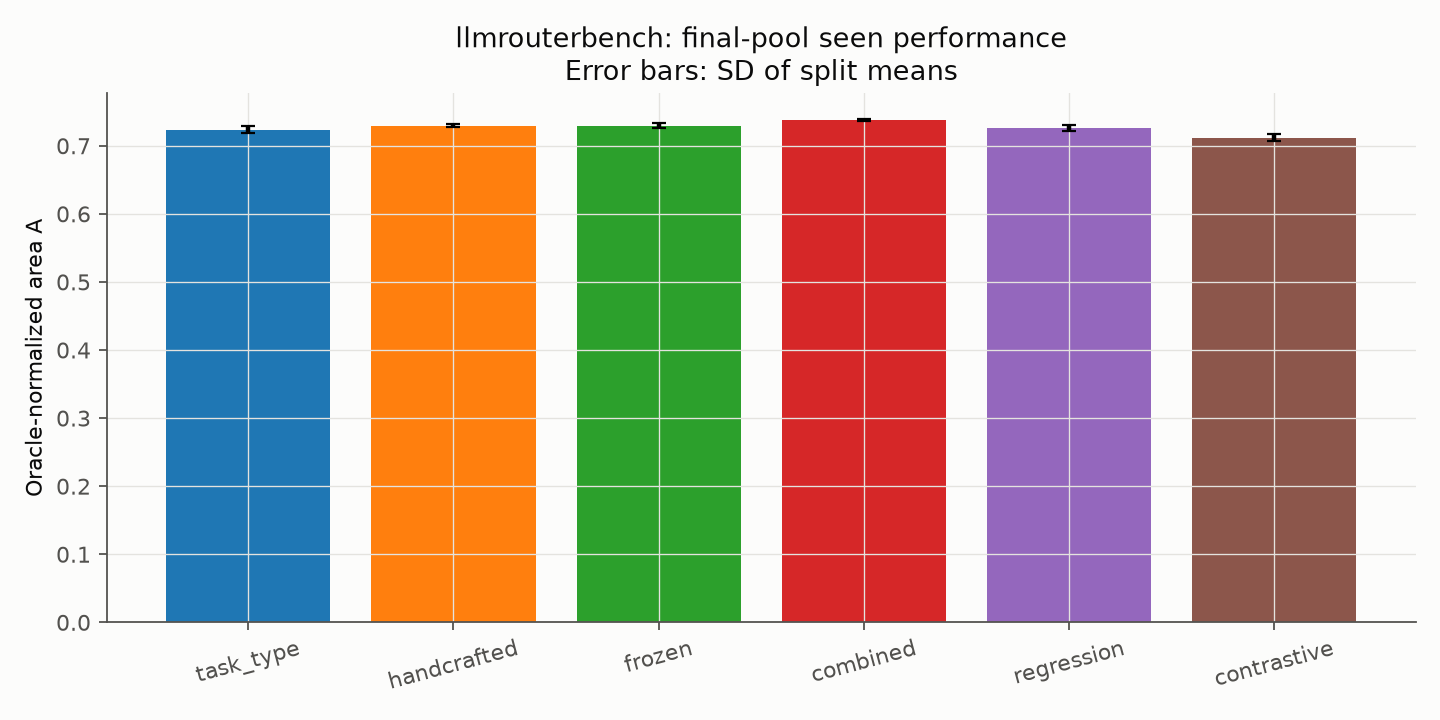 llmrouterbench: final-pool seen performance
Error bars: SD of split means
Oracle-normalized area A
0.7
0.6
0.5
0.4
0.3
0.2
0.1
0.0
task_type
handcrafted
frozen
combined
regression
contrastive